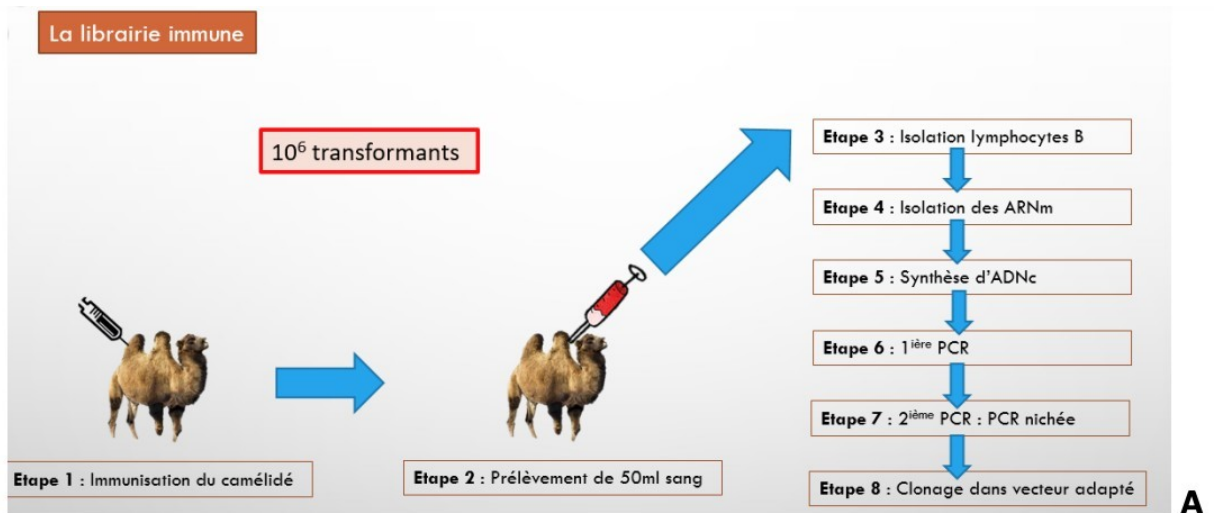 La librairie immune
10⁶ transformants
Etape 3 : Isolation lymphocytes B
Etape 4 : Isolation des ARNm
Etape 5 : Synthèse d'ADNc
Etape 6 : 1ière PCR
Etape 7 : 2ième PCR : PCR nichée
Etape 1 : Immunisation du camélidé
Etape 2 : Prélèvement de 50ml sang
Etape 8 : Clonage dans vecteur adapté
A